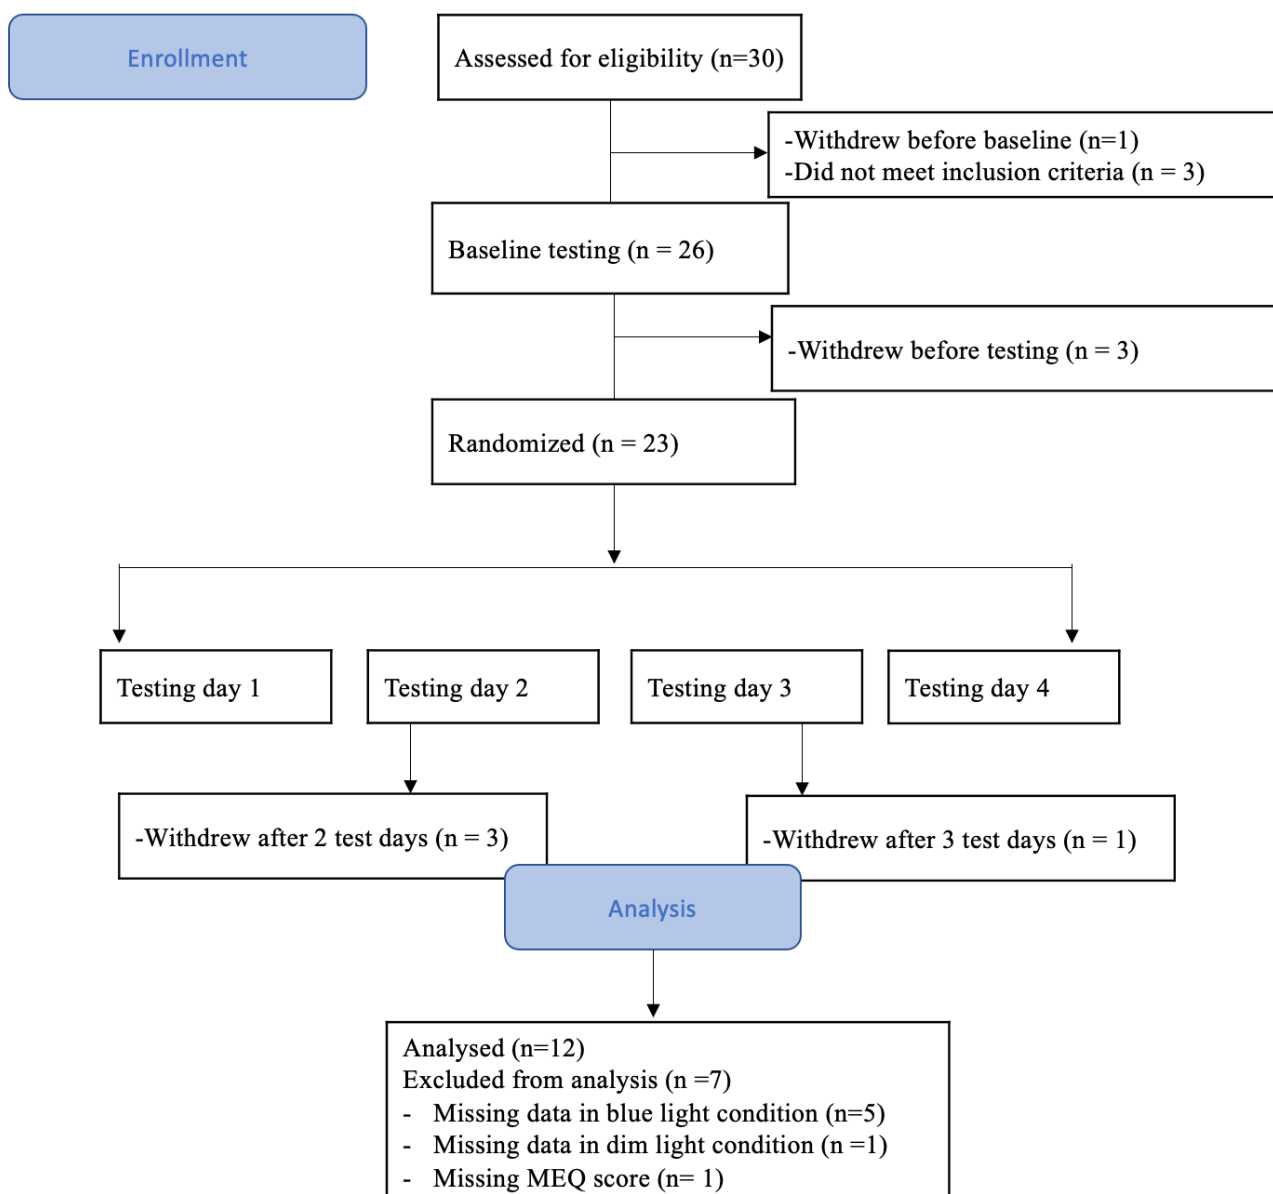 Enrollment
Assessed for eligibility (n=30)
-Withdrew before baseline (n=1)
-Did not meet inclusion criteria (n = 3)
Baseline testing (n = 26)
-Withdrew before testing (n = 3)
Randomized (n = 23)
Testing day 1
Testing day 2
Testing day 3
Testing day 4
-Withdrew after 2 test days (n = 3)
-Withdrew after 3 test days (n = 1)
Analysis
Analysed (n=12)
Excluded from analysis (n =7)
- Missing data in blue light condition (n=5)
- Missing data in dim light condition (n =1)
- Missing MEQ score (n= 1)